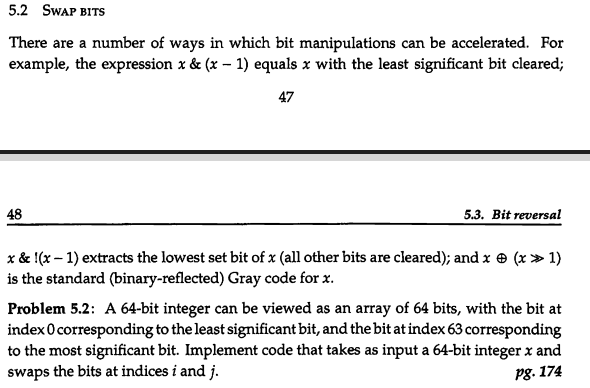 5.2 SWAP BITS
There are a number of ways in which bit manipulations can be accelerated. For
example, the expression x & (x − 1) equals x with the least significant bit cleared;
47
48 5.3. Bit reversal
x & !(x − 1) extracts the lowest set bit of x (all other bits are cleared); and x ⊕ (x ≫ 1)
is the standard (binary-reflected) Gray code for x.
Problem 5.2: A 64-bit integer can be viewed as an array of 64 bits, with the bit at
index 0 corresponding to the least significant bit, and the bit at index 63 corresponding
to the most significant bit. Implement code that takes as input a 64-bit integer x and
swaps the bits at indices i and j. pg. 174